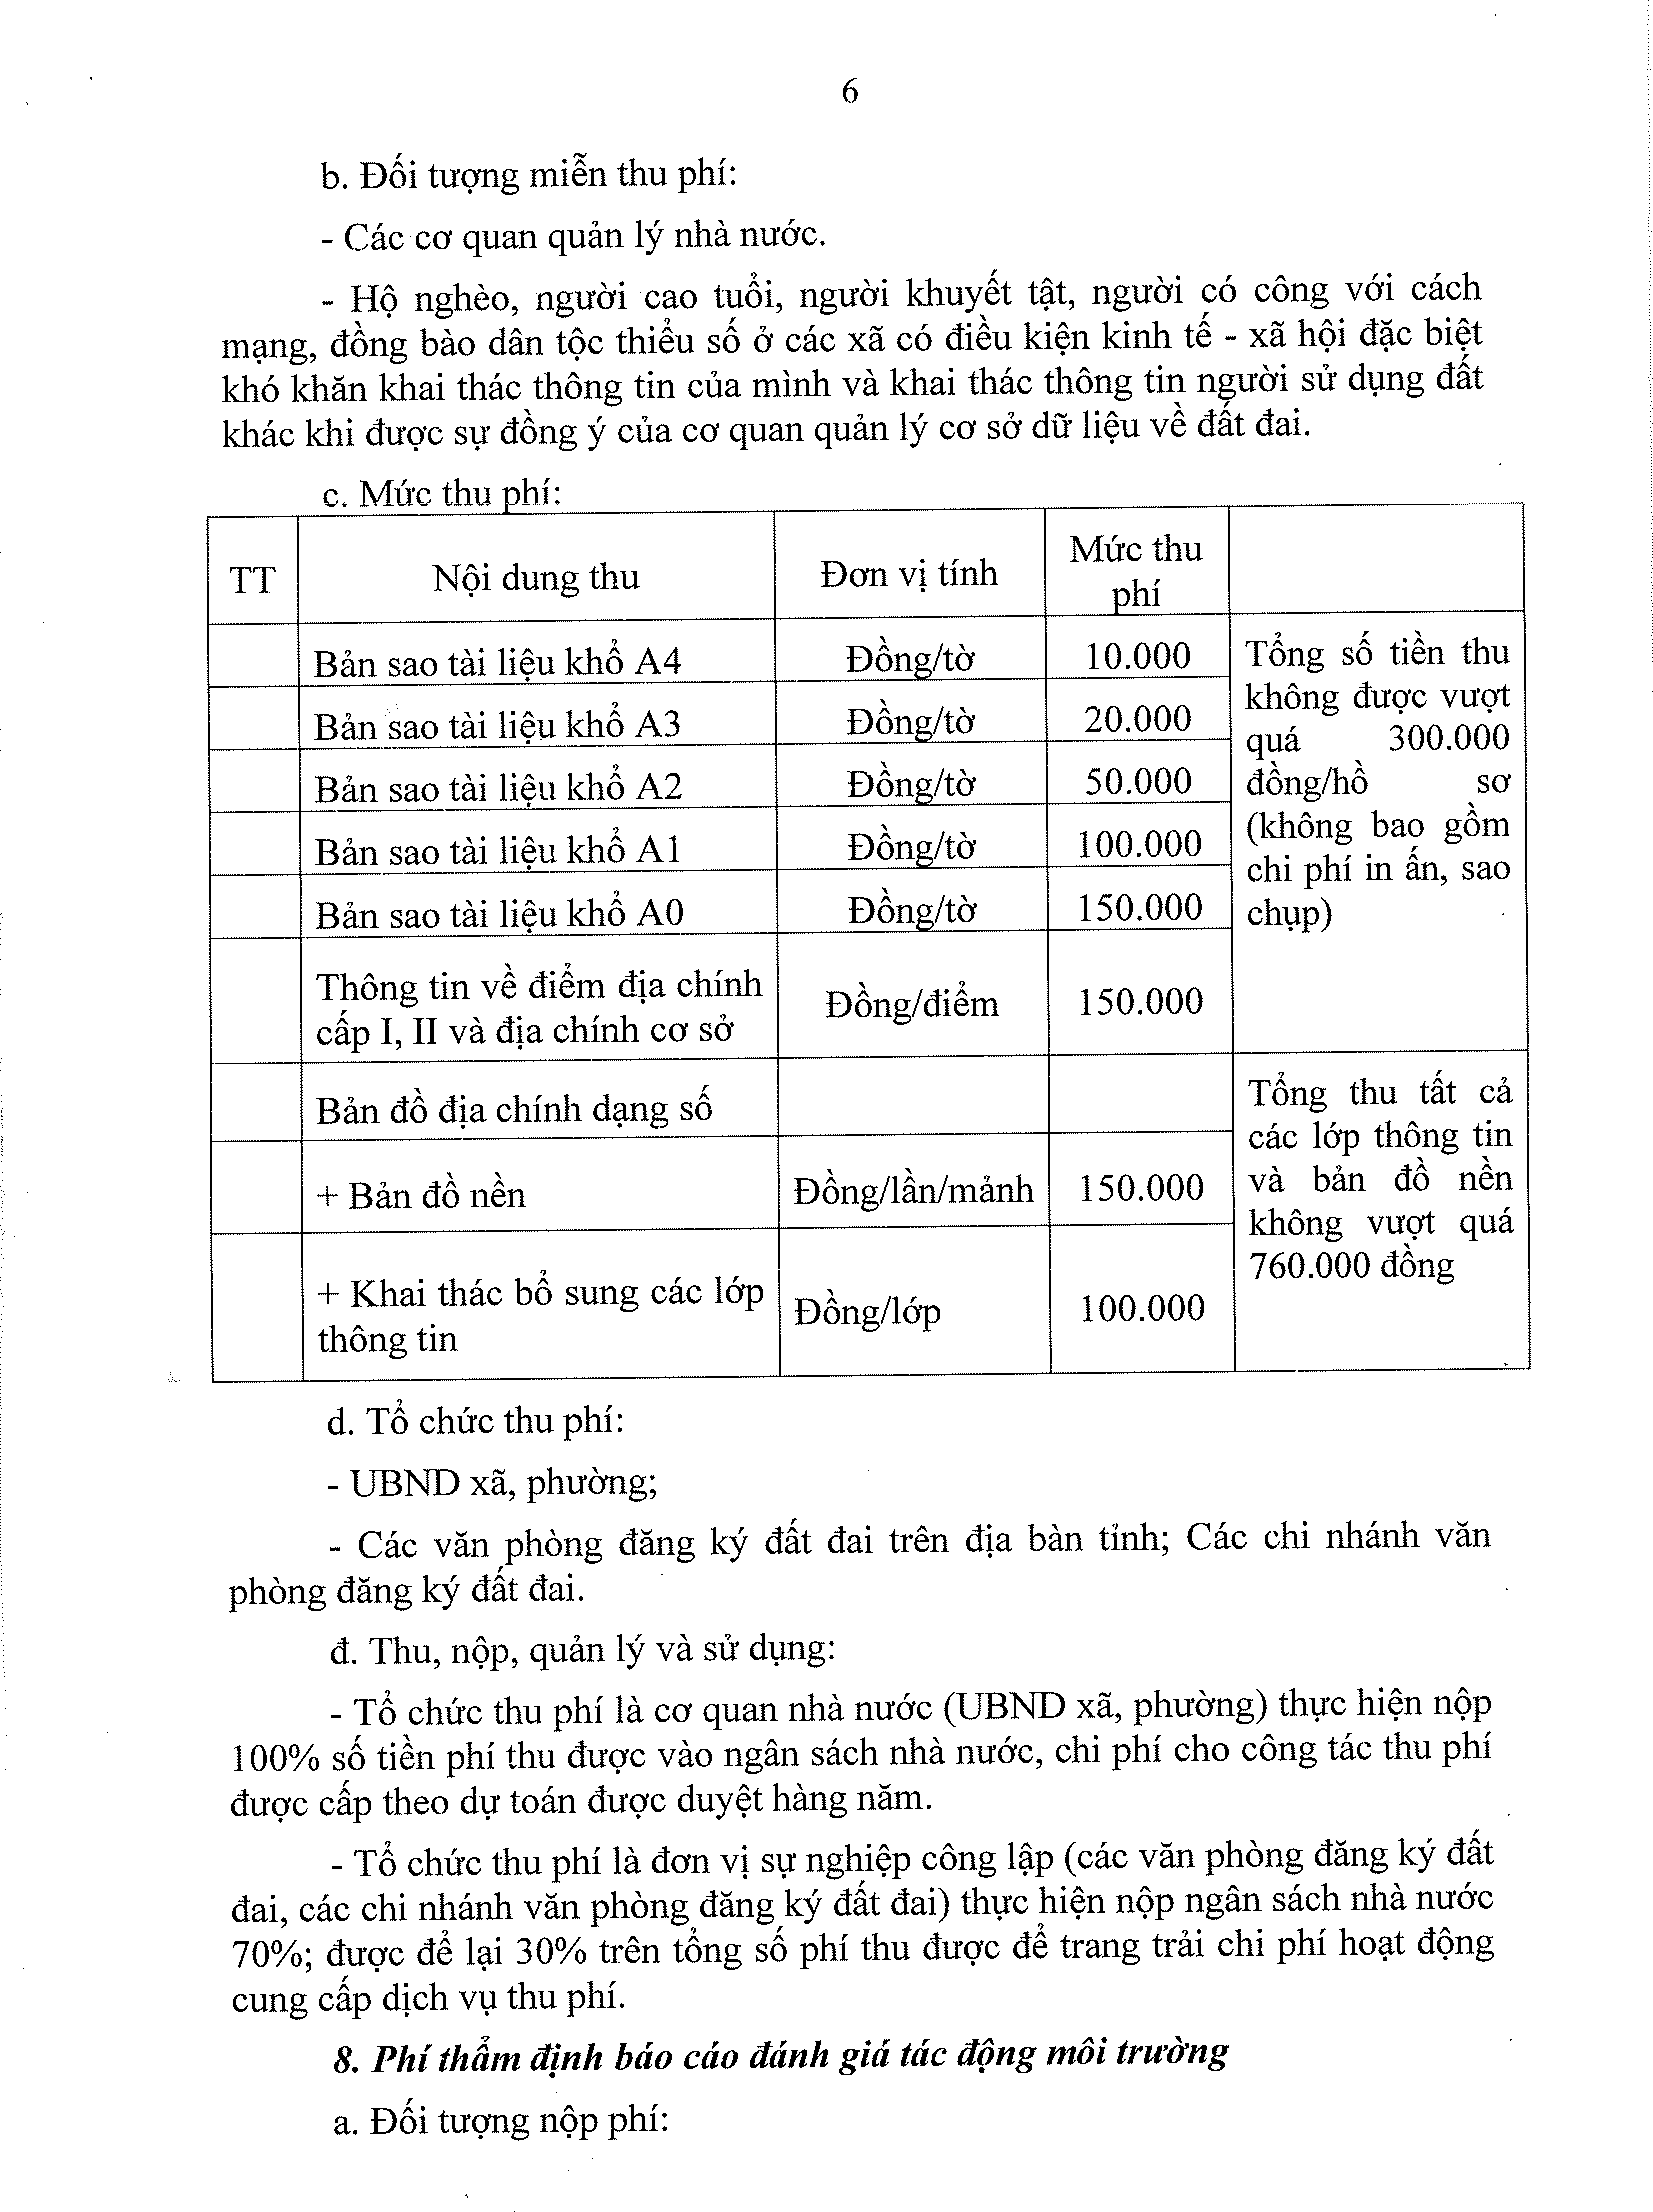 6
b. Đối tượng miễn thu phí:
- Các cơ quan quản lý nhà nước.
- Hộ nghèo, người cao tuổi, người khuyết tật, người có công với cách
mạng, đồng bào dân tộc thiểu số ở các xã có điều kiện kinh tế - xã hội đặc biệt
khó khăn khai thác thông tin của mình và khai thác thông tin người sử dụng đất
khác khi được sự đồng ý của cơ quan quản lý cơ sở dữ liệu về đất đai.
c. Mức thu phí:
TT Nội dung thu Đơn vị tính Mức thu
phí
Bản sao tài liệu khổ A4 Đồng/tờ 10.000
Bản sao tài liệu khổ A3 Đồng/tờ 20.000
Bản sao tài liệu khổ A2 Đồng/tờ 50.000
Bản sao tài liệu khổ A1 Đồng/tờ 100.000
Bản sao tài liệu khổ A0 Đồng/tờ 150.000
Thông tin về điểm địa chính
cấp I, II và địa chính cơ sở Đồng/điểm 150.000
Tổng số tiền thu
không được vượt
quá 300.000
đồng/hồ sơ
(không bao gồm
chi phí in ấn, sao
chụp)
Bản đồ địa chính dạng số
+ Bản đồ nền Đồng/lần/mảnh 150.000
+ Khai thác bổ sung các lớp
thông tin Đồng/lớp 100.000
Tổng thu tất cả
các lớp thông tin
và bản đồ nền
không vượt quá
760.000 đồng
d. Tổ chức thu phí:
- UBND xã, phường;
- Các văn phòng đăng ký đất đai trên địa bàn tỉnh; Các chi nhánh văn
phòng đăng ký đất đai.
đ. Thu, nộp, quản lý và sử dụng:
- Tổ chức thu phí là cơ quan nhà nước (UBND xã, phường) thực hiện nộp
100% số tiền phí thu được vào ngân sách nhà nước, chi phí cho công tác thu phí
được cấp theo dự toán được duyệt hàng năm.
- Tổ chức thu phí là đơn vị sự nghiệp công lập (các văn phòng đăng ký đất
đai, các chi nhánh văn phòng đăng ký đất đai) thực hiện nộp ngân sách nhà nước
70%; được để lại 30% trên tổng số phí thu được để trang trải chi phí hoạt động
cung cấp dịch vụ thu phí.
8. Phí thẩm định báo cáo đánh giá tác động môi trường
a. Đối tượng nộp phí: